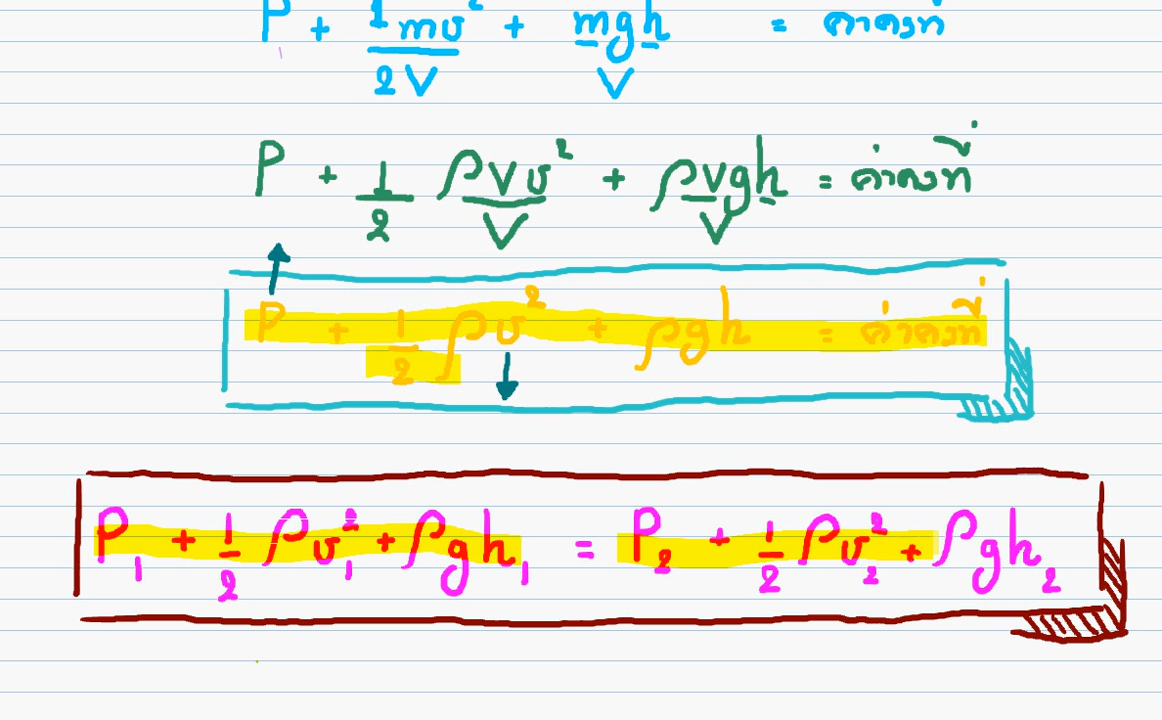 P + 1mv²/2V + mgh/V = ค่าคงที่
P + 1/2 ρVv²/V + ρVgh/V = ค่าคงที่
P + 1/2 ρv² + ρgh = ค่าคงที่
P₁ + 1/2 ρv₁² + ρgh₁ = P₂ + 1/2 ρv₂² + ρgh₂